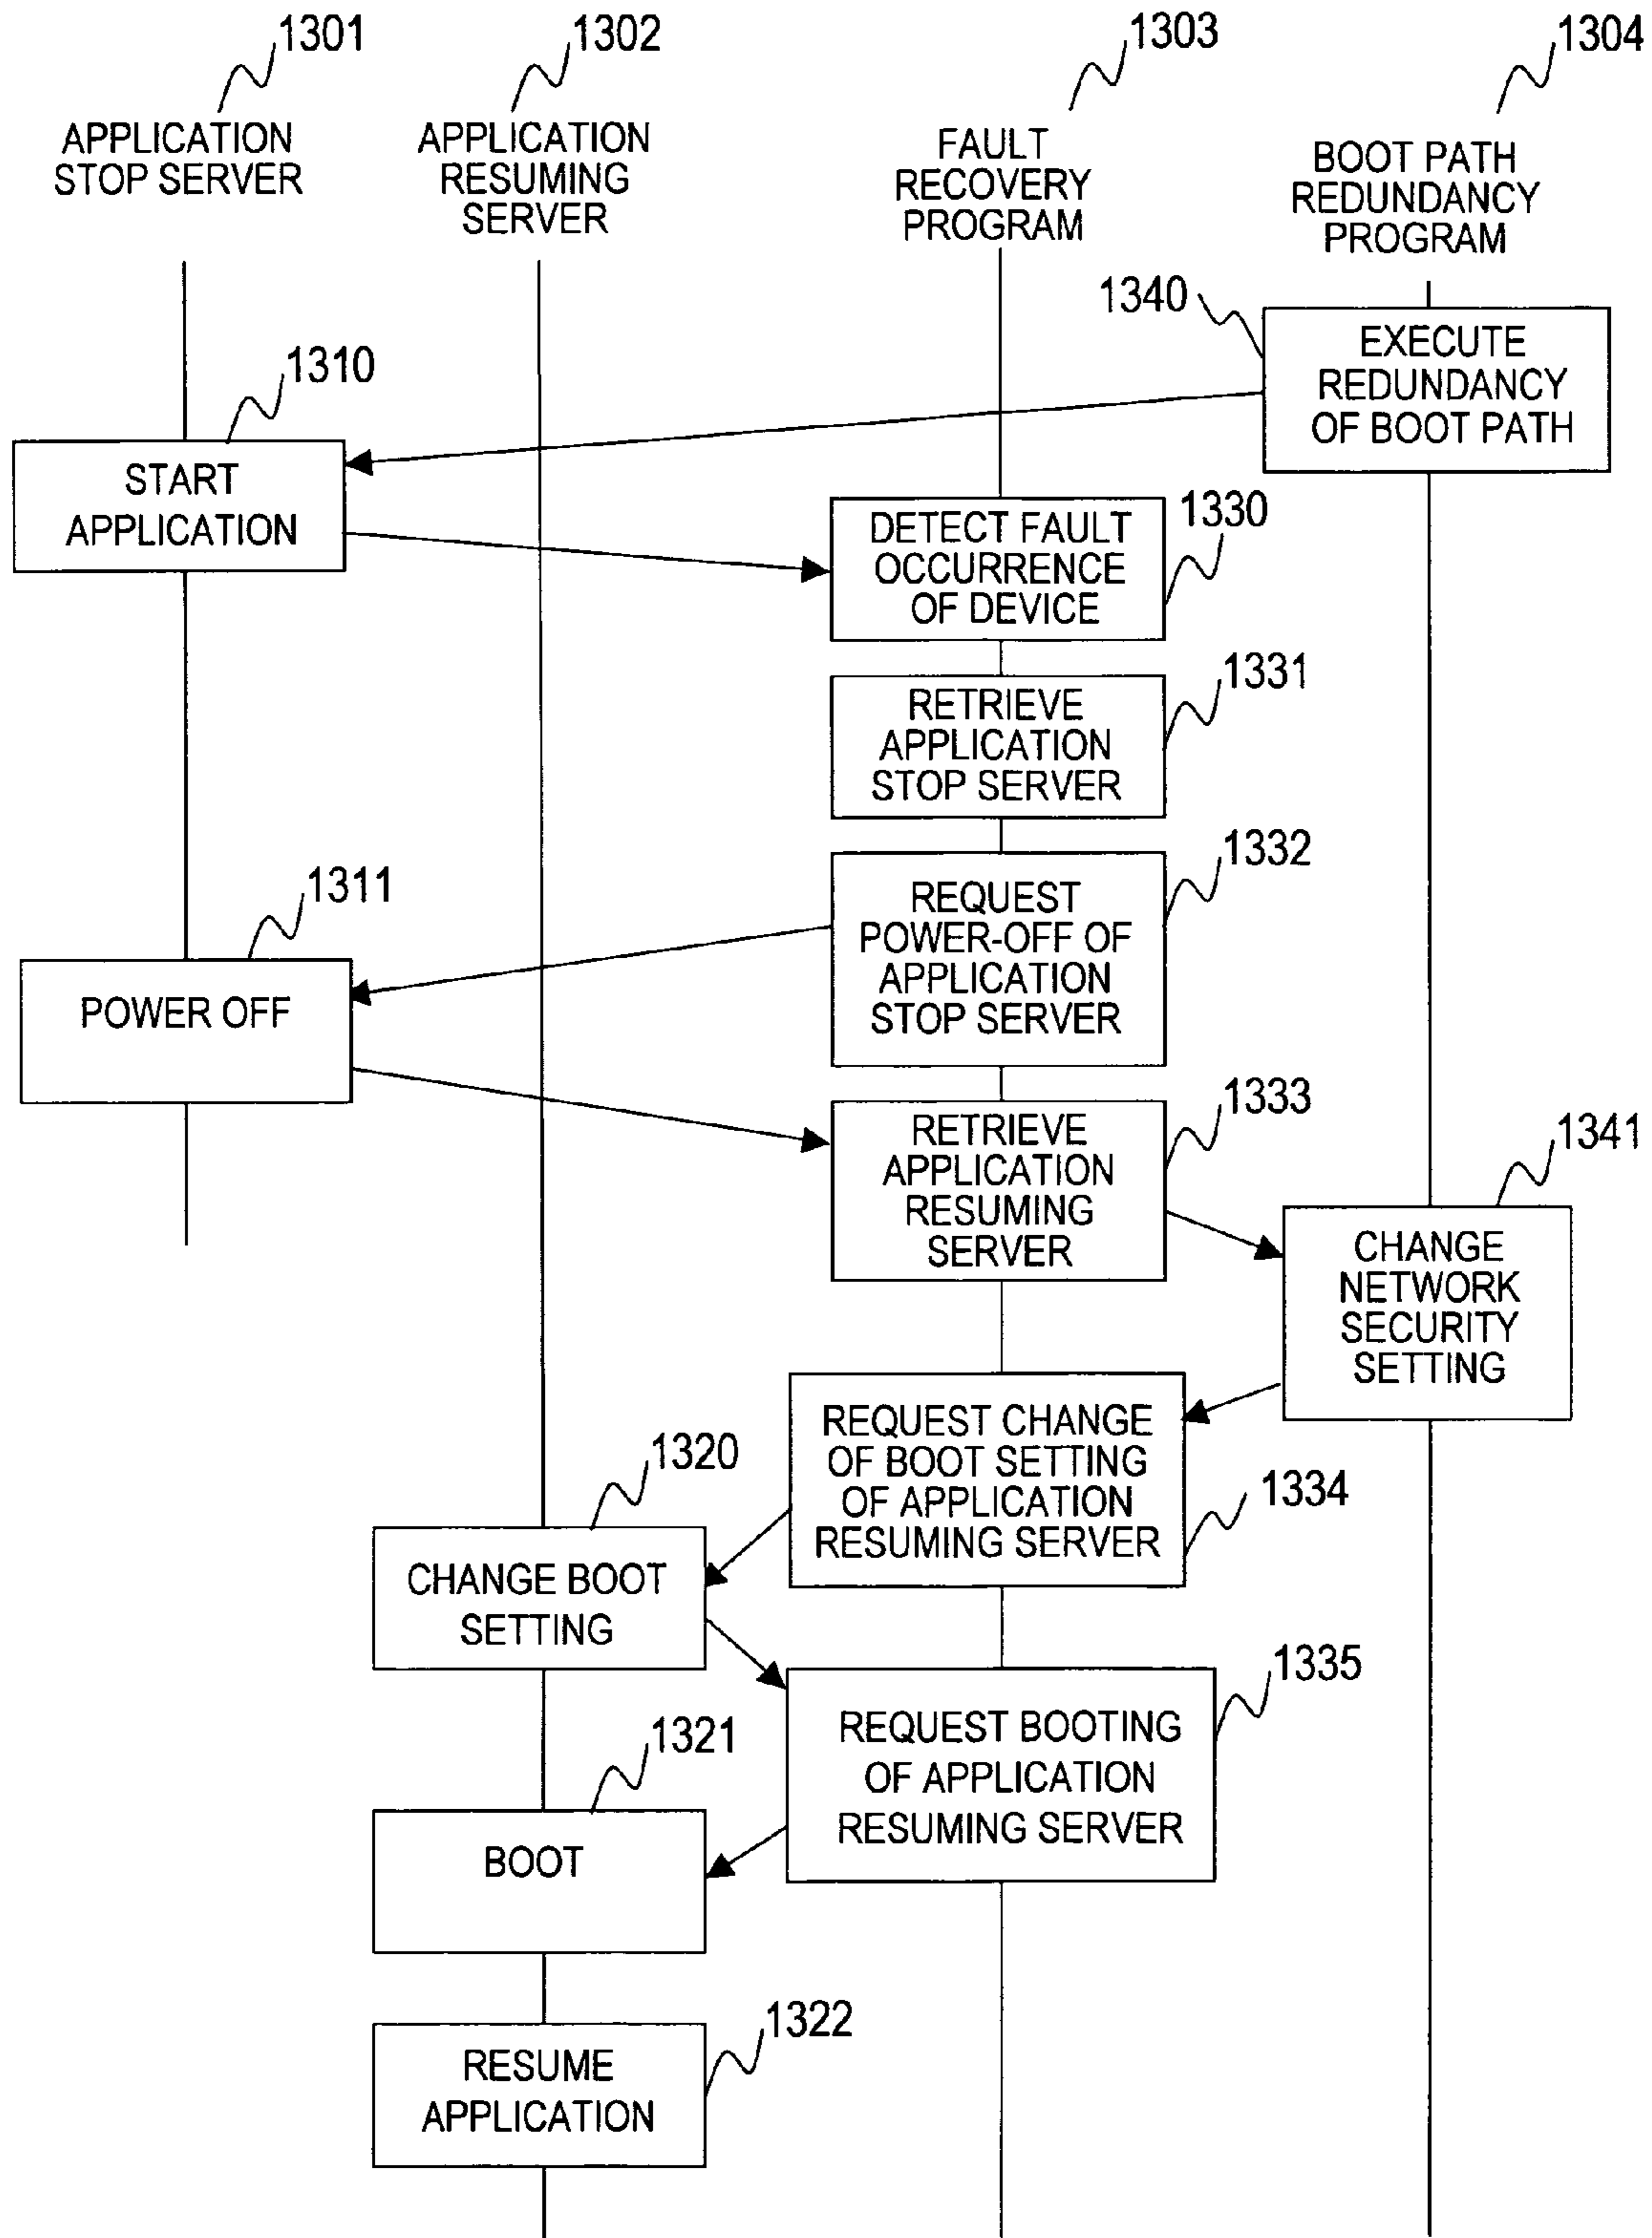 1301
1302
1303
1304
APPLICATION
STOP SERVER
APPLICATION
RESUMING
SERVER
FAULT
RECOVERY
PROGRAM
BOOT PATH
REDUNDANCY
PROGRAM
1340
EXECUTE
REDUNDANCY
OF BOOT PATH
1310
START
APPLICATION
1330
DETECT FAULT
OCCURRENCE
OF DEVICE
1331
RETRIEVE
APPLICATION
STOP SERVER
1332
REQUEST
POWER-OFF OF
APPLICATION
STOP SERVER
1311
POWER OFF
1333
RETRIEVE
APPLICATION
RESUMING
SERVER
1341
CHANGE
NETWORK
SECURITY
SETTING
REQUEST CHANGE
OF BOOT SETTING
OF APPLICATION
RESUMING SERVER
1334
1320
CHANGE BOOT
SETTING
1335
REQUEST BOOTING
OF APPLICATION
RESUMING SERVER
1321
BOOT
1322
RESUME
APPLICATION